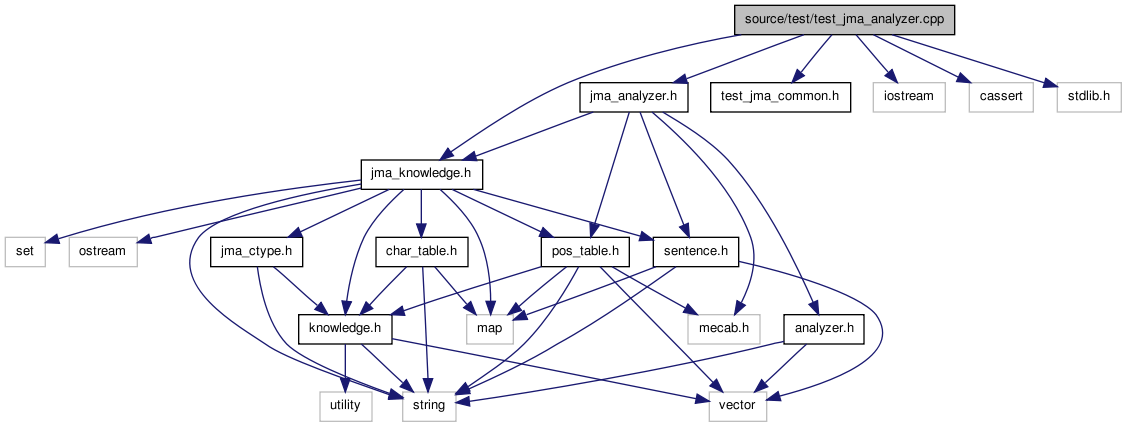 source/test/test_jma_analyzer.cpp
jma_analyzer.h
test_jma_common.h
iostream
cassert
stdlib.h
jma_knowledge.h
set
ostream
jma_ctype.h
char_table.h
pos_table.h
sentence.h
knowledge.h
map
mecab.h
analyzer.h
utility
string
vector